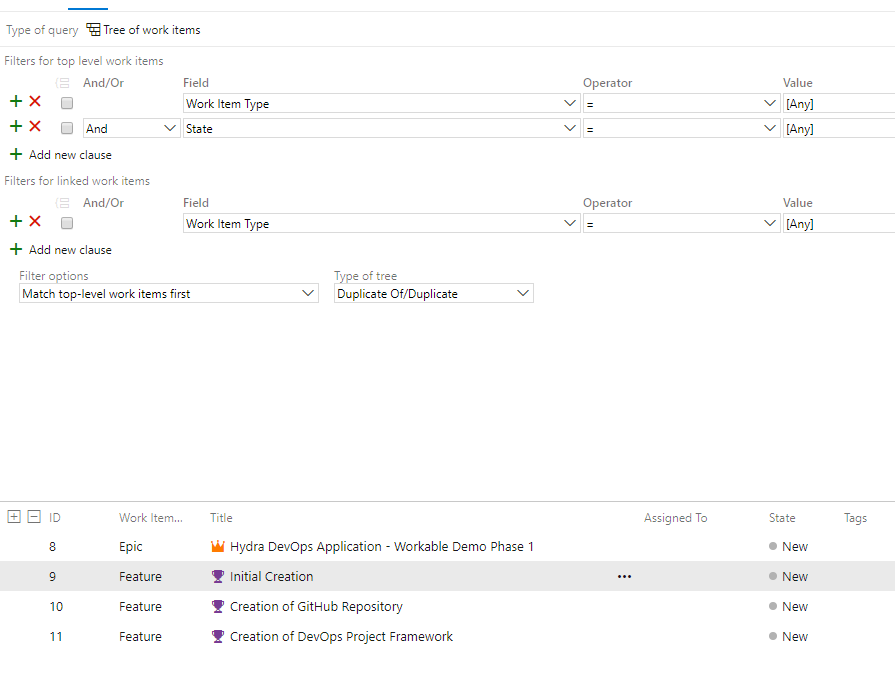 Type of query Tree of work items
Filters for top level work items
And/Or Field Operator Value
Work Item Type = [Any]
And State = [Any]
Add new clause
Filters for linked work items
And/Or Field Operator Value
Work Item Type = [Any]
Add new clause
Filter options Type of tree
Match top-level work items first Duplicate Of/Duplicate
ID Work Item... Title Assigned To State Tags
8 Epic Hydra DevOps Application - Workable Demo Phase 1 New
9 Feature Initial Creation ... New
10 Feature Creation of GitHub Repository New
11 Feature Creation of DevOps Project Framework New